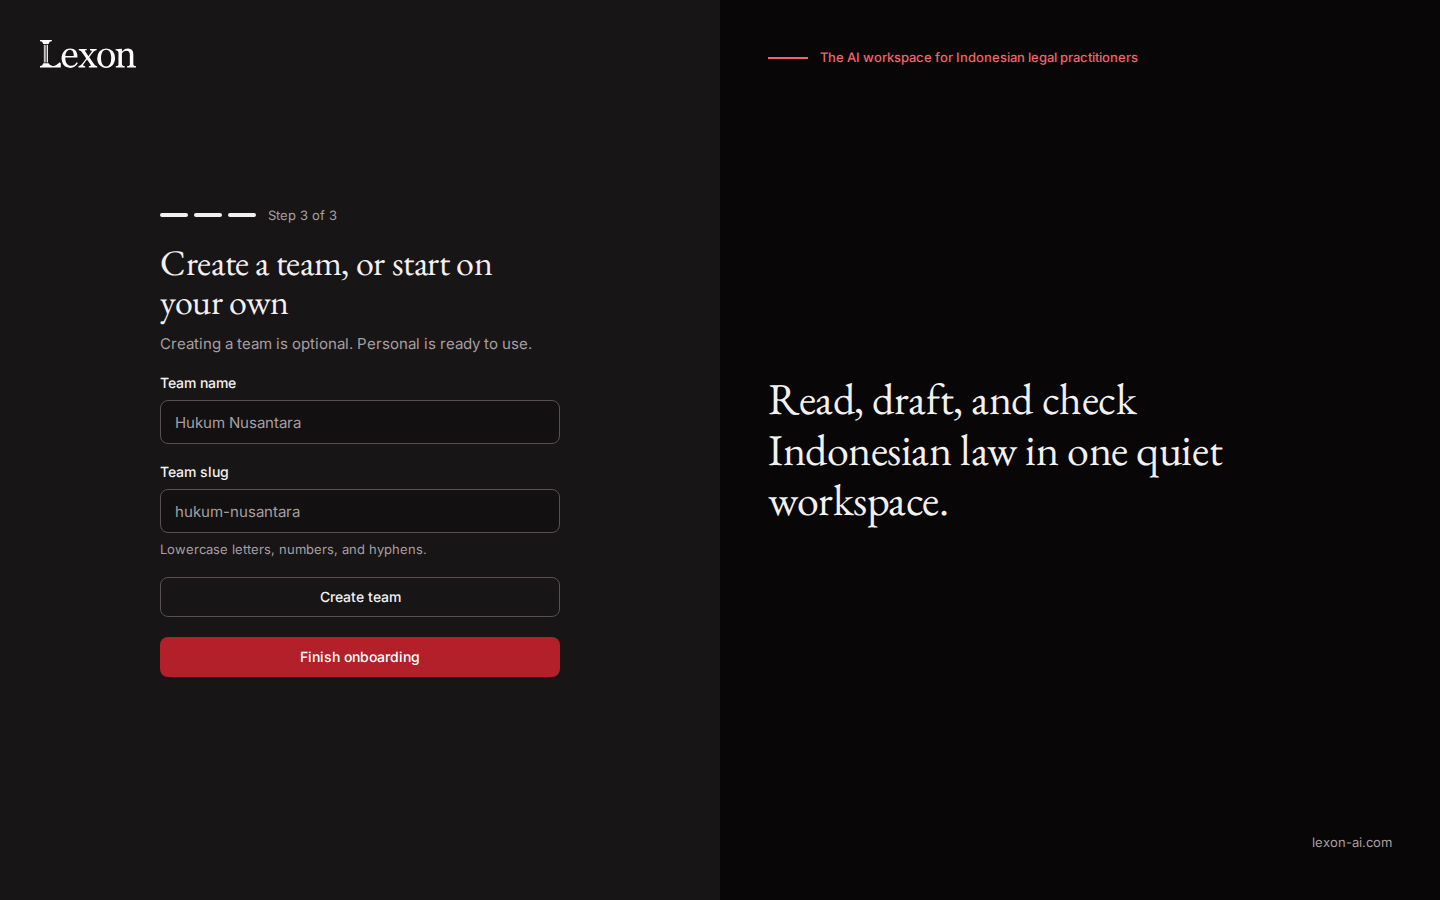 Lexon
Step 3 of 3
Create a team, or start on
your own
Creating a team is optional. Personal is ready to use.
Team name
Hukum Nusantara
Team slug
hukum-nusantara
Lowercase letters, numbers, and hyphens.
Create team
Finish onboarding
The AI workspace for Indonesian legal practitioners
Read, draft, and check
Indonesian law in one quiet
workspace.
lexon-ai.com